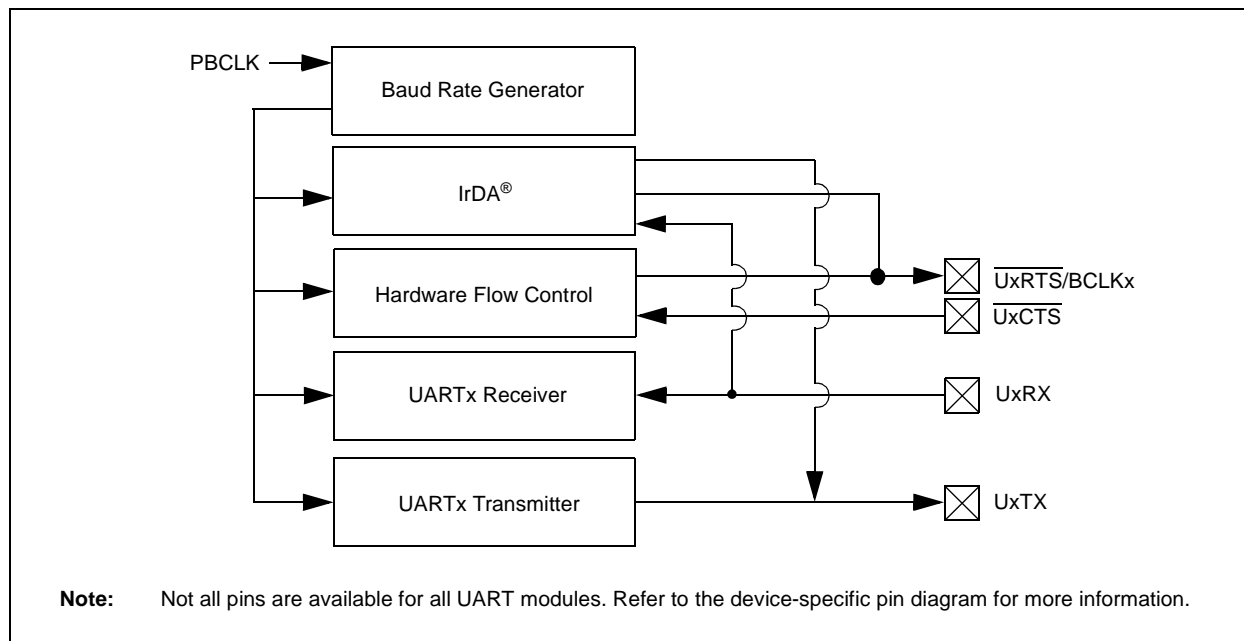 PBCLK
Baud Rate Generator
IrDA®
Hardware Flow Control
UxRTS/BCLKx
UxCTS
UARTx Receiver
UxRX
UARTx Transmitter
UxTX
Note: Not all pins are available for all UART modules. Refer to the device-specific pin diagram for more information.